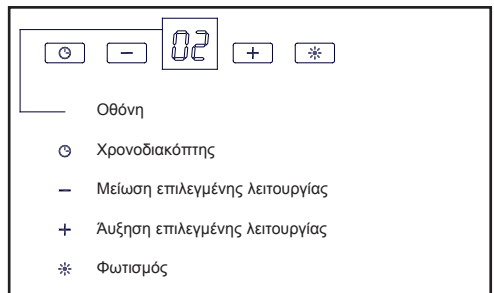 02
Οθόνη
Χρονοδιακόπτης
− Μείωση επιλεγμένης λειτουργίας
+ Άυξηση επιλεγμένης λειτουργίας
Φωτισμός